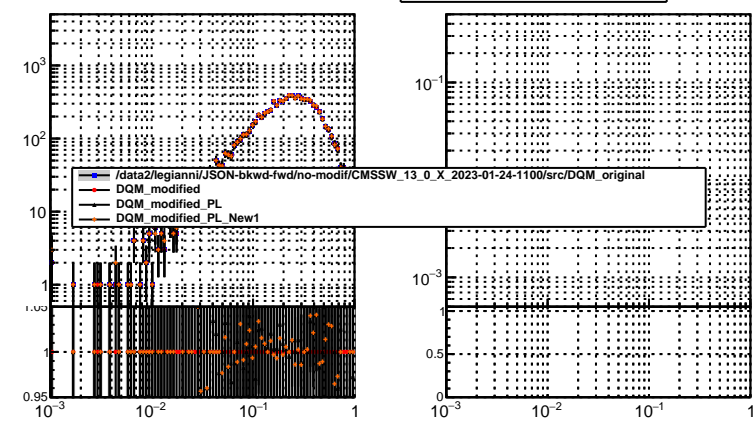 10³
10²
/data2/legianni/JSON-bkwd-fwd/no-modif/CMSSW_13_0_X_2023-01-24-1100/src/DQM_original
DQM_modified
DQM_modified_PL
DQM_modified_PL_New1
10
1
1.05
1
0.95
10⁻³ 10⁻² 10⁻¹ 1
10⁻¹
10⁻³
1
0.5
0
10⁻³ 10⁻² 10⁻¹ 1